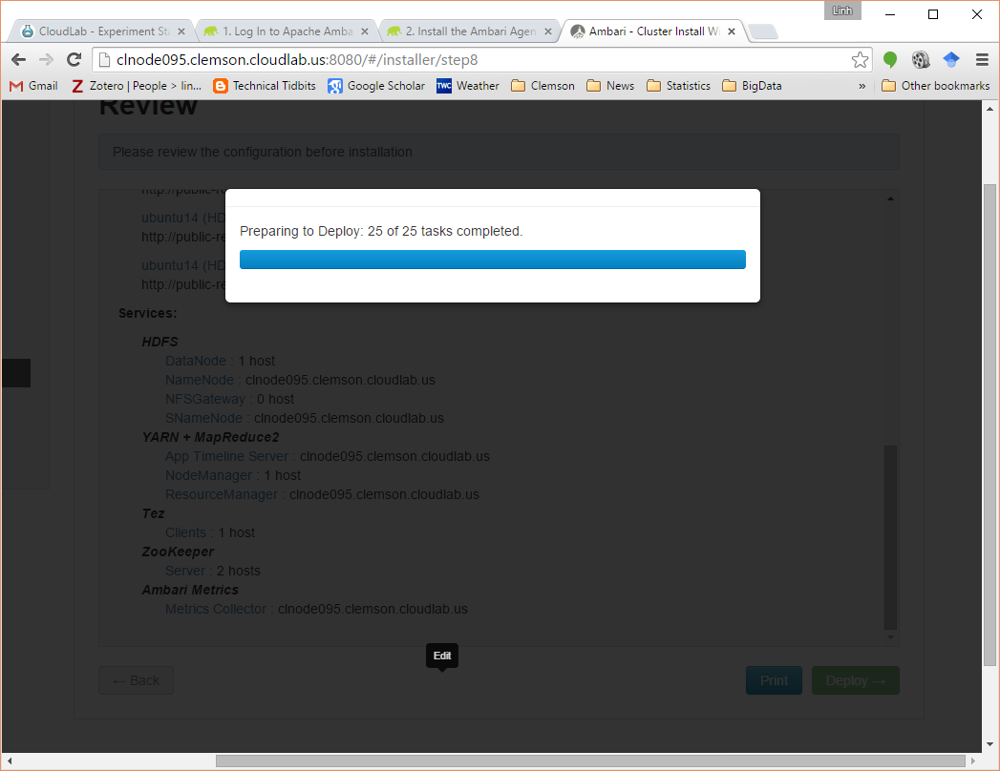 Linh
CloudLab - Experiment Sta
1. Log In to Apache Amba
2. Install the Ambari Agen
Ambari - Cluster Install Wi
clnode095.clemson.cloudlab.us:8080/#/installer/step8
Gmail
Zotero | People > lin...
Technical Tidbits
Google Scholar
TWC Weather
Clemson
News
Statistics
BigData
»
Other bookmarks
Review
Please review the configuration before installation
http://public-re
ubuntu14 (HD
http://public-re
ubuntu14 (HD
http://public-re
Preparing to Deploy: 25 of 25 tasks completed.
Services:
HDFS
DataNode : 1 host
NameNode : clnode095.clemson.cloudlab.us
NFSGateway : 0 host
SNameNode : clnode095.clemson.cloudlab.us
YARN + MapReduce2
App Timeline Server : clnode095.clemson.cloudlab.us
NodeManager : 1 host
ResourceManager : clnode095.clemson.cloudlab.us
Tez
Clients : 1 host
ZooKeeper
Server : 2 hosts
Ambari Metrics
Metrics Collector : clnode095.clemson.cloudlab.us
Edit
← Back
Print
Deploy →